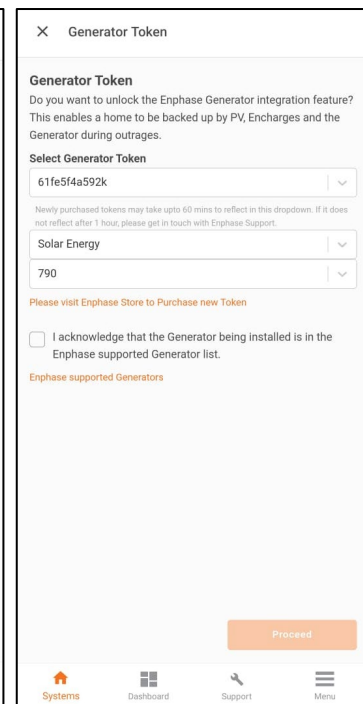 Generator Token
Generator Token
Do you want to unlock the Enphase Generator integration feature?
This enables a home to be backed up by PV, Encharges and the
Generator during outrages.
Select Generator Token
61fe5f4a592k
Newly purchased tokens may take upto 60 mins to reflect in this dropdown. If it does
not reflect after 1 hour, please get in touch with Enphase Support.
Solar Energy
790
Please visit Enphase Store to Purchase new Token
I acknowledge that the Generator being installed is in the
Enphase supported Generator list.
Enphase supported Generators
Proceed
Systems
Dashboard
Support
Menu